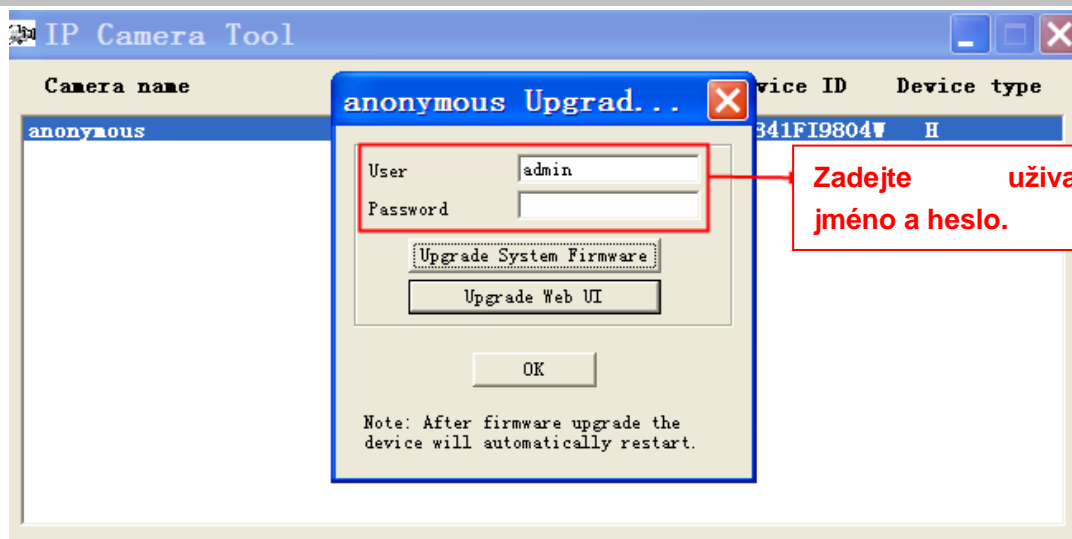 IP Camera Tool
Camera name vice ID Device type
anonymous Upgrad...
anonymous 841FI9804W H
User admin
Password
Zadejte uživa
jméno a heslo.
Upgrade System Firmware
Upgrade Web UI
OK
Note: After firmware upgrade the
device will automatically restart.